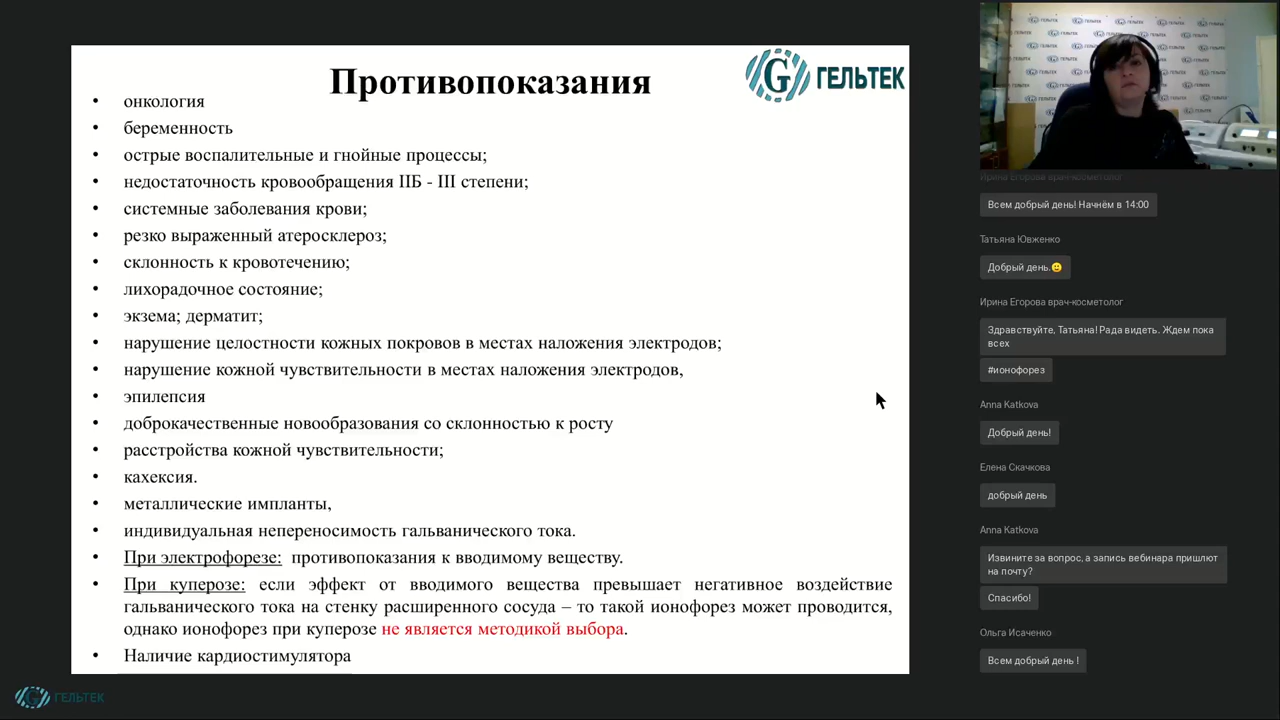 Противопоказания
ГЕЛЬТЕК
• онкология
• беременность
• острые воспалительные и гнойные процессы;
• недостаточность кровообращения IIБ - III степени;
• системные заболевания крови;
• резко выраженный атеросклероз;
• склонность к кровотечению;
• лихорадочное состояние;
• экзема; дерматит;
• нарушение целостности кожных покровов в местах наложения электродов;
• нарушение кожной чувствительности в местах наложения электродов,
• эпилепсия
• доброкачественные новообразования со склонностью к росту
• расстройства кожной чувствительности;
• кахексия.
• металлические импланты,
• индивидуальная непереносимость гальванического тока.
• При электрофорезе: противопоказания к вводимому веществу.
• При куперозе: если эффект от вводимого вещества превышает негативное воздействие
гальванического тока на стенку расширенного сосуда – то такой ионофорез может проводится,
однако ионофорез при куперозе не является методикой выбора.
• Наличие кардиостимулятора
ГЕЛЬТЕК
Ирина Егорова врач-косметолог
Всем добрый день! Начнём в 14:00
Татьяна Ювженко
Добрый день.🙂
Ирина Егорова врач-косметолог
Здравствуйте, Татьяна! Рада видеть. Ждем пока
всех
#ионофорез
Anna Katkova
Добрый день!
Елена Скачкова
добрый день
Anna Katkova
Извините за вопрос, а запись вебинара пришлют
на почту?
Спасибо!
Ольга Исаченко
Всем добрый день !